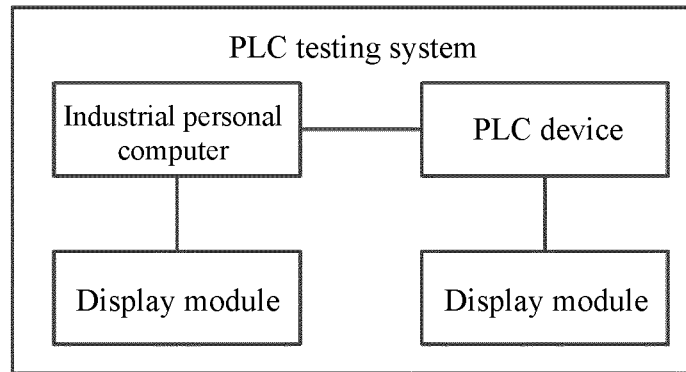 PLC testing system
Industrial personal
computer
PLC device
Display module
Display module